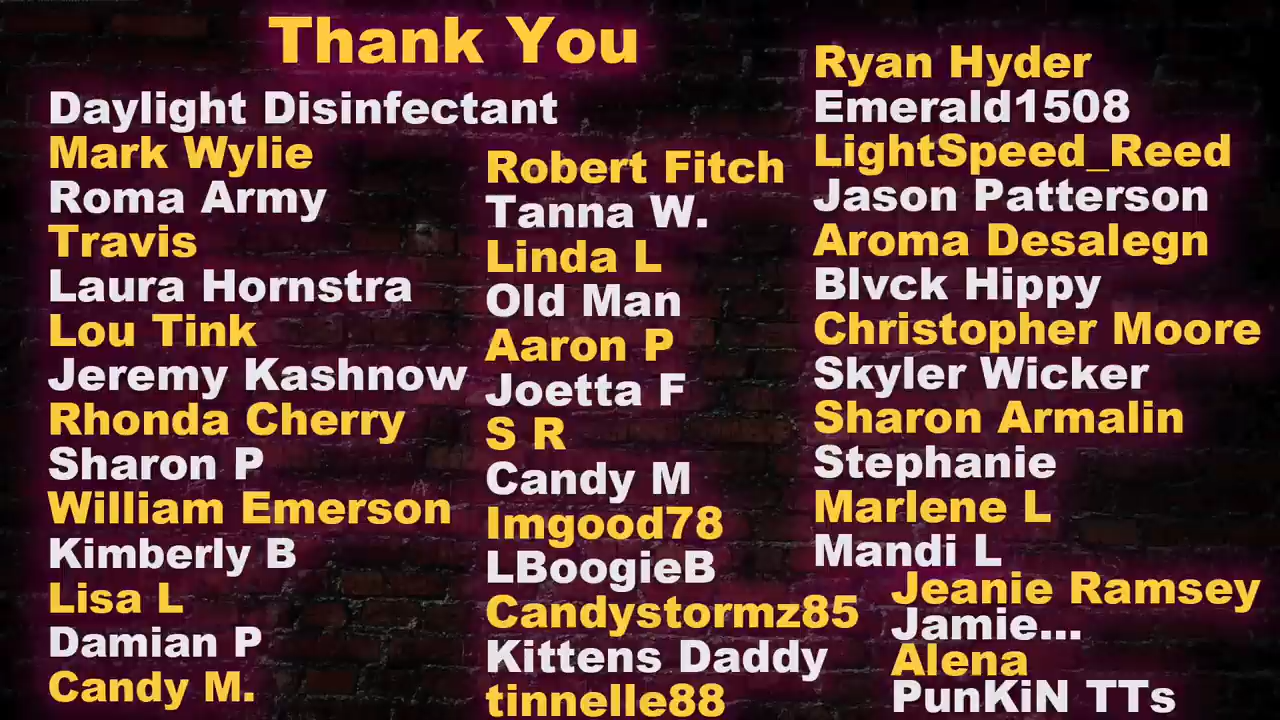 Thank You
Daylight Disinfectant
Mark Wylie
Roma Army
Travis
Laura Hornstra
Lou Tink
Jeremy Kashnow
Rhonda Cherry
Sharon P
William Emerson
Kimberly B
Lisa L
Damian P
Candy M.
Robert Fitch
Tanna W.
Linda L
Old Man
Aaron P
Joetta F
S R
Candy M
Imgood78
LBoogieB
Candystormz85
Kittens Daddy
tinnelle88
Ryan Hyder
Emerald1508
LightSpeed_Reed
Jason Patterson
Aroma Desalegn
Blvck Hippy
Christopher Moore
Skyler Wicker
Sharon Armalin
Stephanie
Marlene L
Mandi L
Jeanie Ramsey
Jamie...
Alena
PunKiN TTs